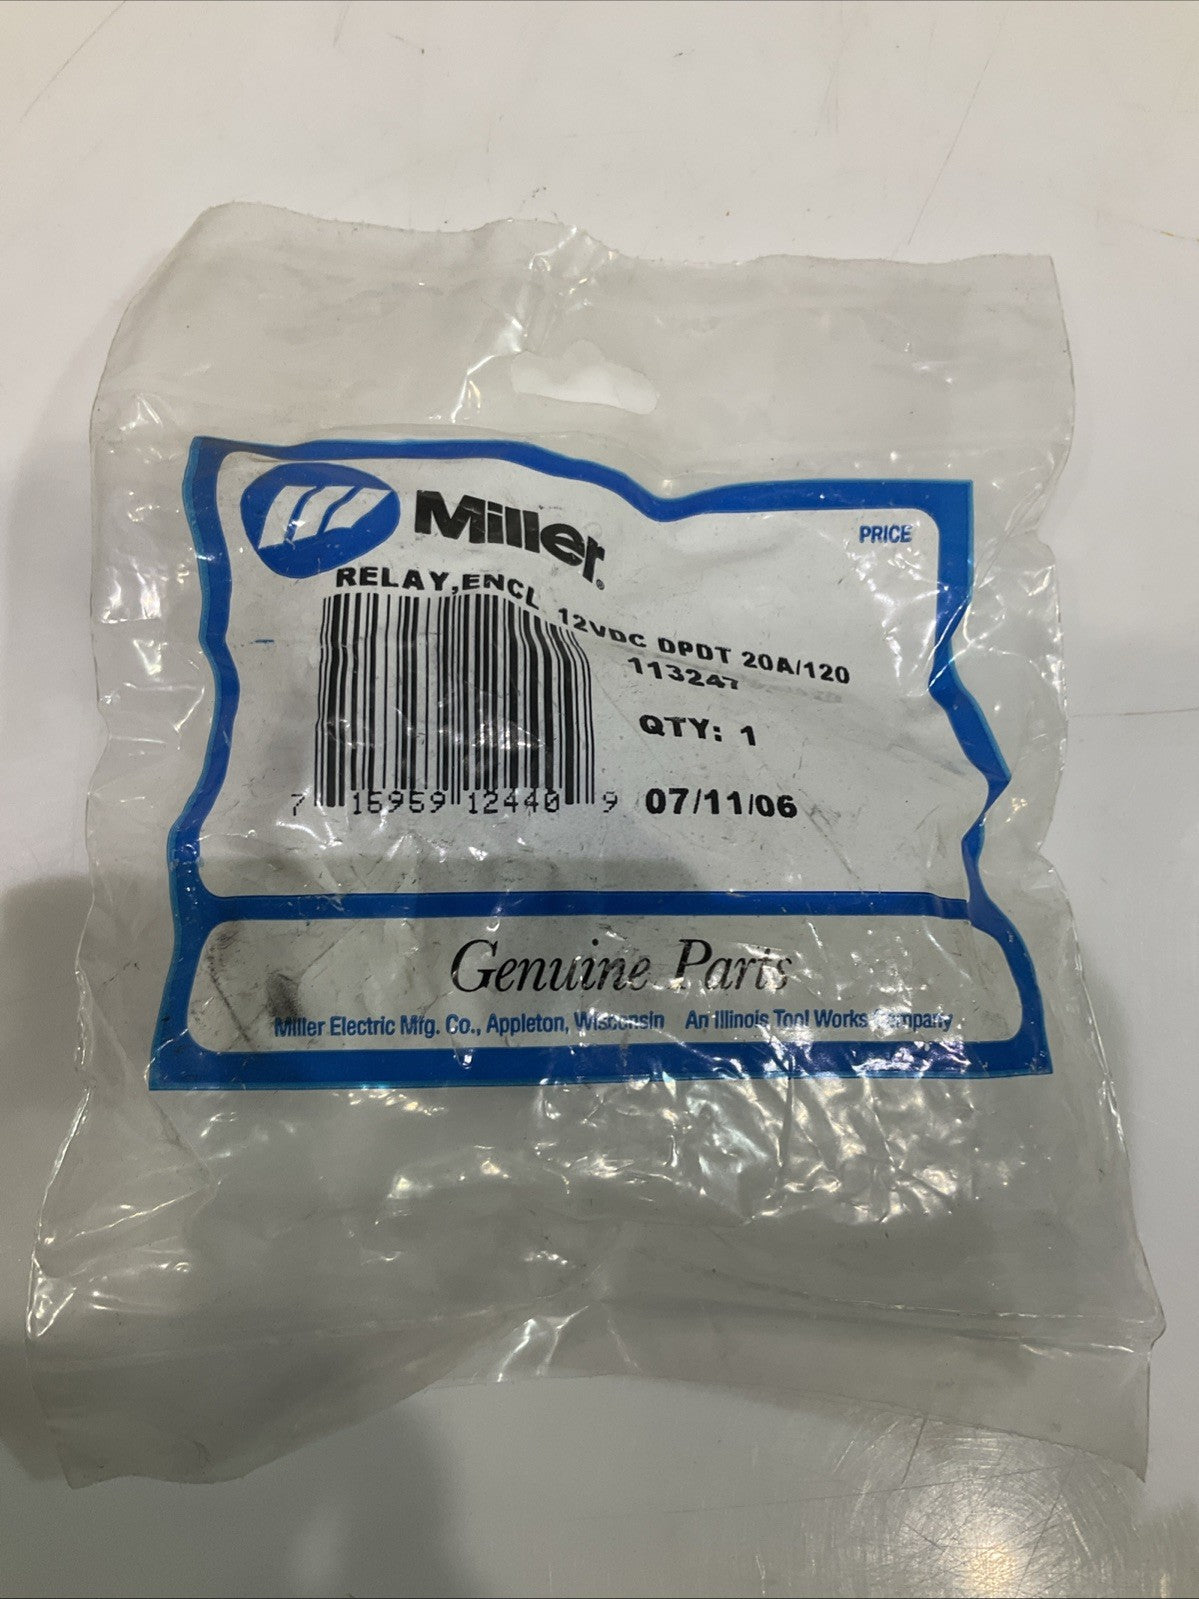 Miller®
PRICE
RELAY,ENCL 12VDC DPDT 20A/120
113247
QTY: 1
7 15959 12440 9
07/11/06
Genuine Parts
Miller Electric Mfg. Co., Appleton, Wisconsin An Illinois Tool Works Company